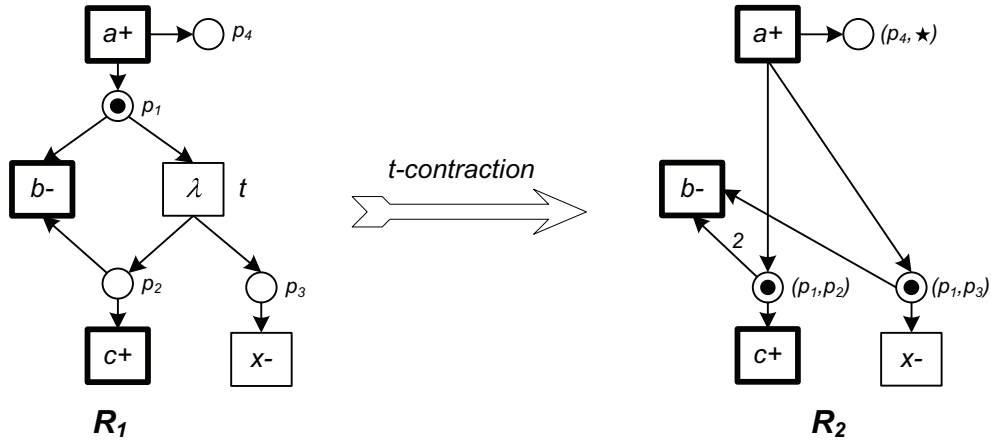 a+ p4
p1
b- λ t
p2 p3
c+ x-
R1
t-contraction
a+ (p4,★)
b-
2
(p1,p2) (p1,p3)
c+ x-
R2